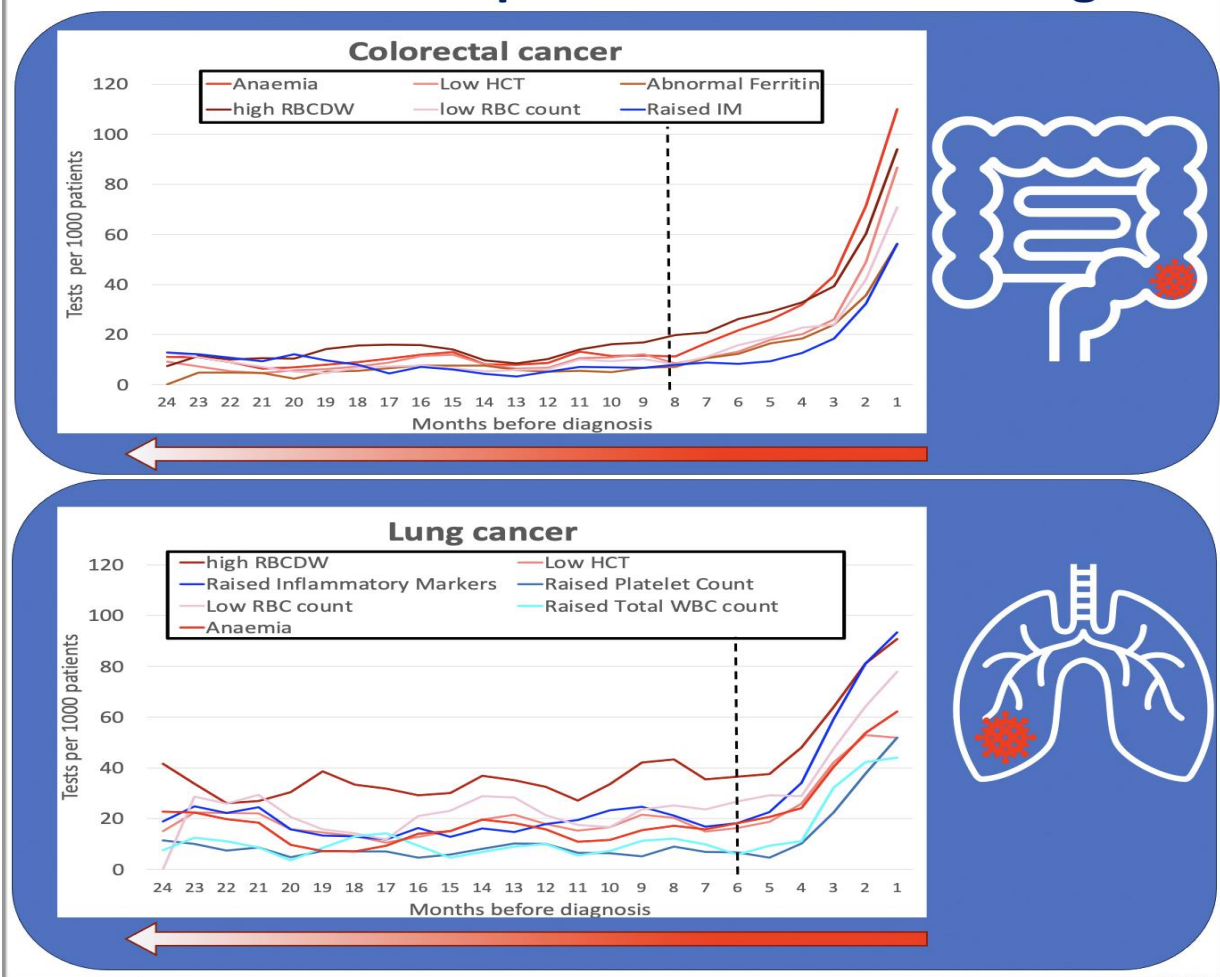 Colorectal cancer
Anaemia Low HCT Abnormal Ferritin
high RBCDW low RBC count Raised IM
Tests per 1000 patients
120
100
80
60
40
20
0
24 23 22 21 20 19 18 17 16 15 14 13 12 11 10 9 8 7 6 5 4 3 2 1
Months before diagnosis
Lung cancer
high RBCDW Low HCT
Raised Inflammatory Markers Raised Platelet Count
Low RBC count Raised Total WBC count
Anaemia
Tests per 1000 patients
120
100
80
60
40
20
0
24 23 22 21 20 19 18 17 16 15 14 13 12 11 10 9 8 7 6 5 4 3 2 1
Months before diagnosis